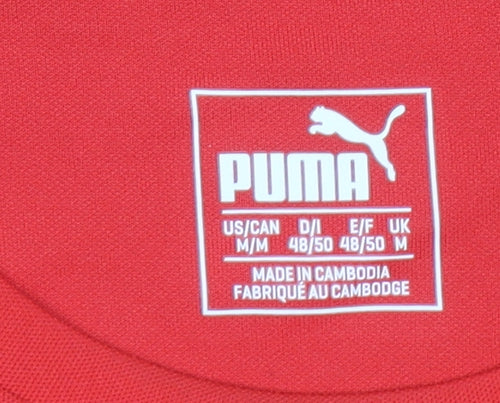 PUMA
US/CAN D/I E/F UK
M/M 48/50 48/50 M
MADE IN CAMBODIA
FABRIQUÉ AU CAMBODGE